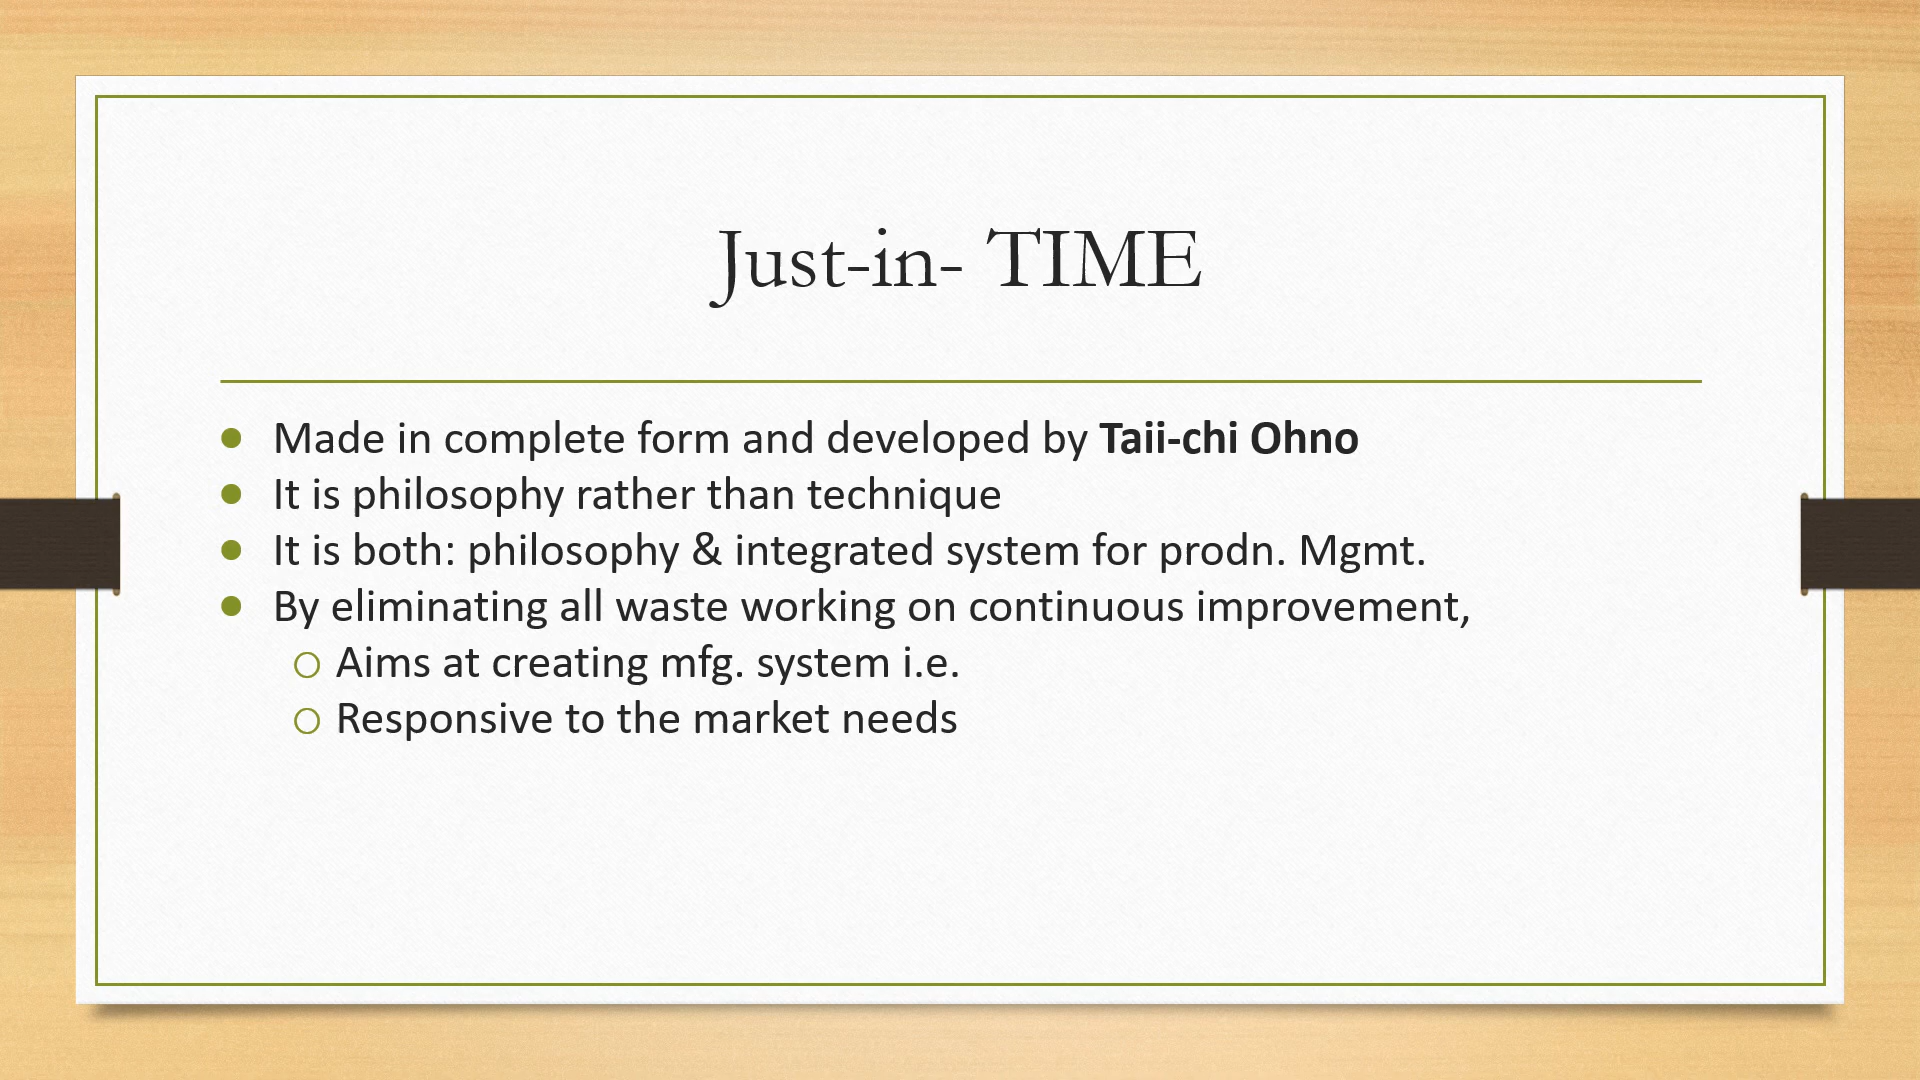 Just-in- TIME
Made in complete form and developed by Taii-chi Ohno
It is philosophy rather than technique
It is both: philosophy & integrated system for prodn. Mgmt.
By eliminating all waste working on continuous improvement,
Aims at creating mfg. system i.e.
Responsive to the market needs